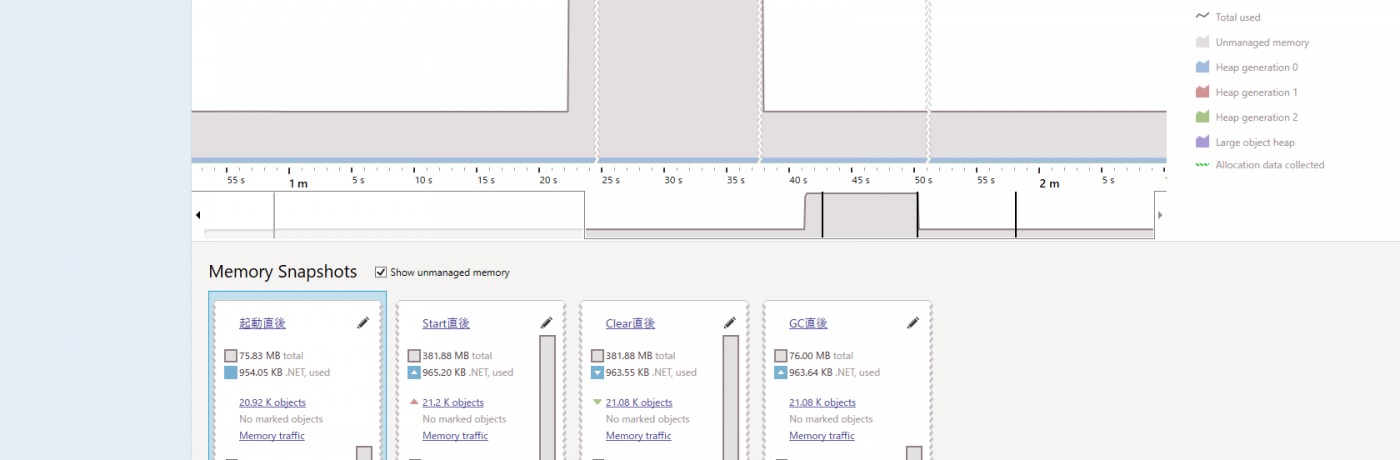 Total used
Unmanaged memory
Heap generation 0
Heap generation 1
Heap generation 2
Large object heap
Allocation data collected
55 s 1 m 5 s 10 s 15 s 20 s 25 s 30 s 35 s 40 s 45 s 50 s 55 s 2 m 5 s
Memory Snapshots Show unmanaged memory
起動直後
75.83 MB total
954.05 KB .NET, used
20.92 K objects
No marked objects
Memory traffic
Start直後
381.88 MB total
965.20 KB .NET, used
21.2 K objects
No marked objects
Memory traffic
Clear直後
381.88 MB total
963.55 KB .NET, used
21.08 K objects
No marked objects
Memory traffic
GC直後
76.00 MB total
963.64 KB .NET, used
21.08 K objects
No marked objects
Memory traffic